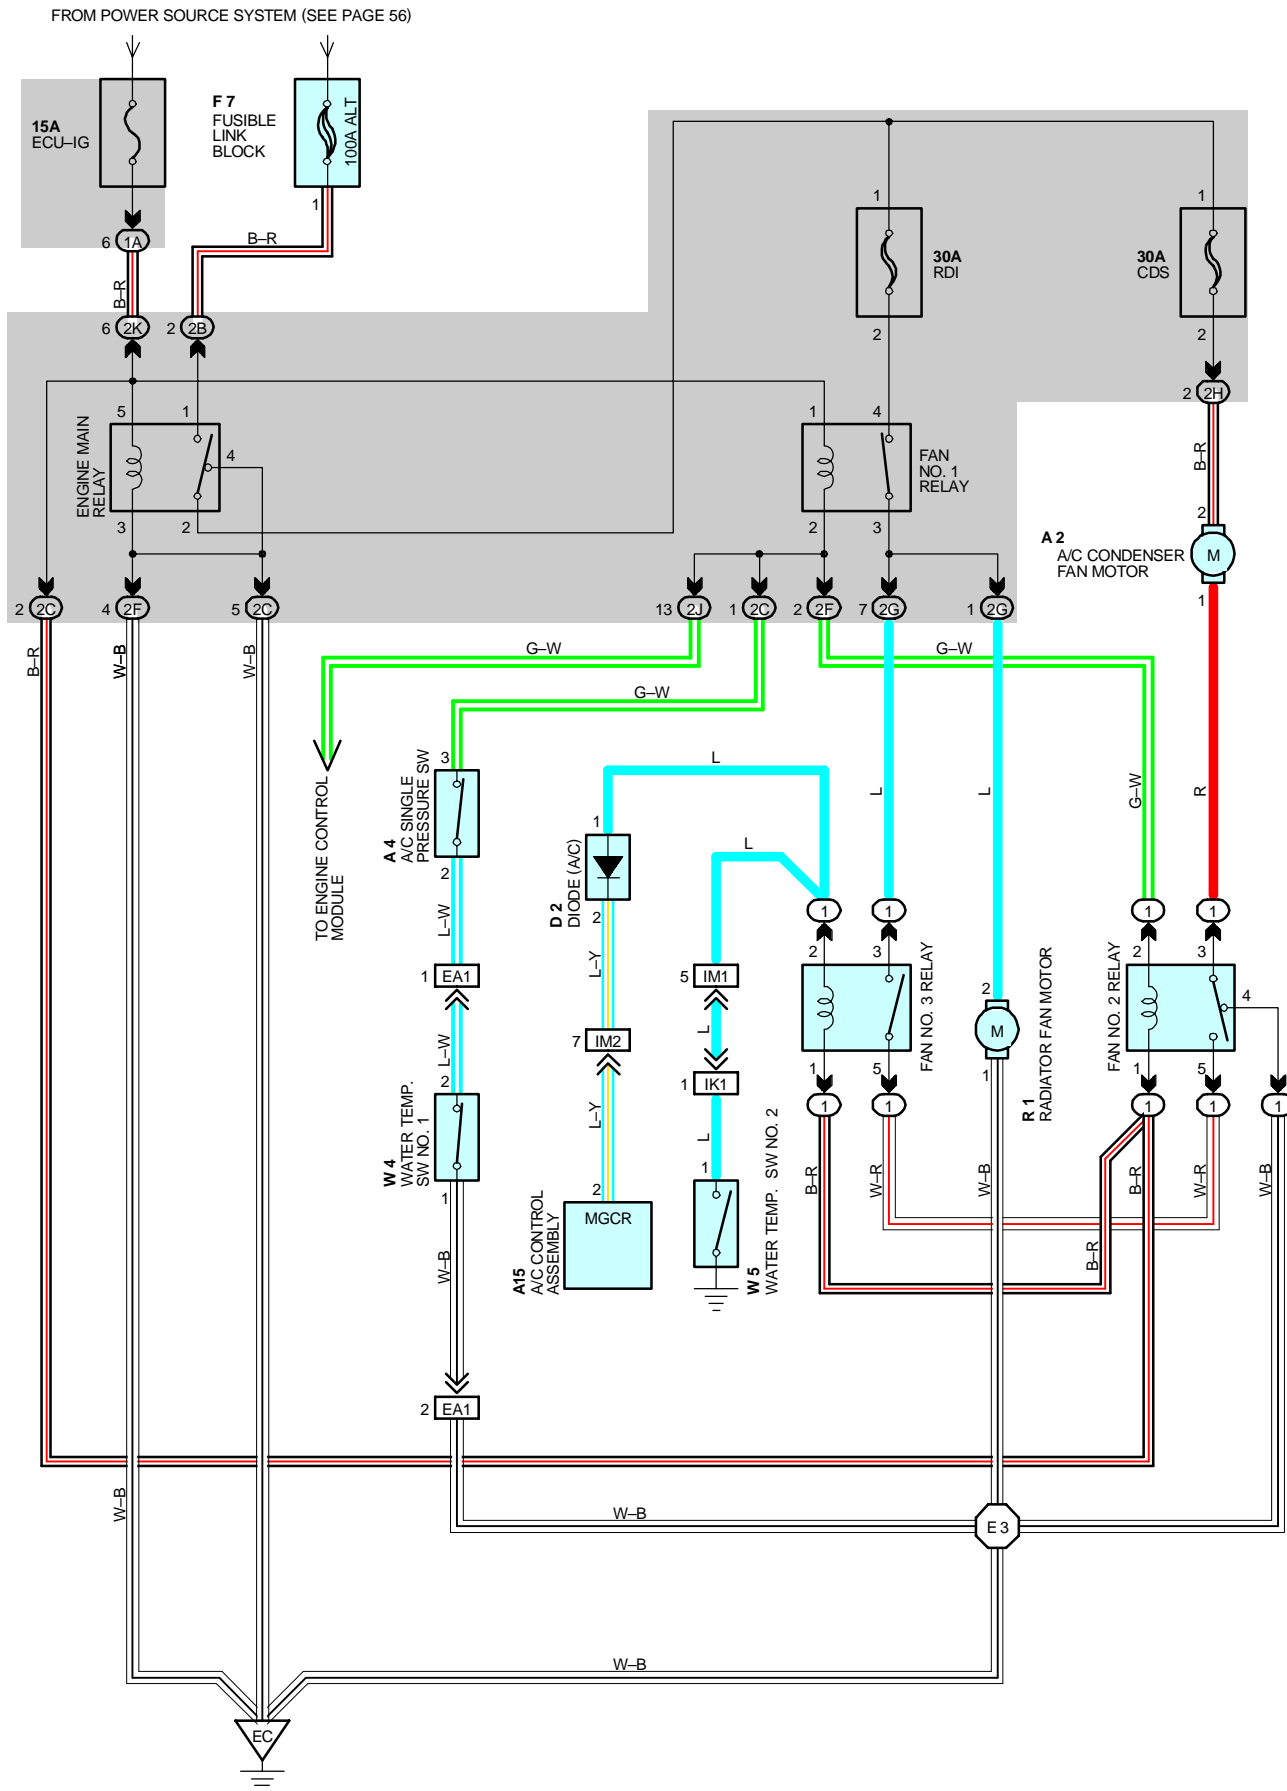 FROM POWER SOURCE SYSTEM (SEE PAGE 56)
15A
ECU–IG
F 7
FUSIBLE
LINK
BLOCK
100A ALT
1
6 1A
B–R
B–R
6 2K
2 2B
1
30A
RDI
2
1
30A
CDS
2
2 2H
B–R
5
1
4
ENGINE MAIN
RELAY
3
2
1
4
FAN
NO. 1
RELAY
2
3
2
A 2
A/C CONDENSER
FAN MOTOR
M
1
2 2C
4 2F
5 2C
13 2J
1 2C
2 2F
7 2G
1 2G
B–R
W–B
W–B
G–W
G–W
G–W
L
L
G–W
R
TO ENGINE CONTROL
MODULE
3
A 4
A/C SINGLE
PRESSURE SW
2
L–W
L
1
D 2
DIODE (A/C)
2
L–Y
L
1
1
1
1
1 EA1
L–W
5 IM1
L
2
3
FAN NO. 3 RELAY
1
5
2
M
1
R 1
RADIATOR FAN MOTOR
2
3
4
FAN NO. 2 RELAY
1
5
7 IM2
L–Y
1 IK1
L
2
W 4
WATER TEMP.
SW NO. 1
1
W–B
2
MGCR
A15
A/C CONTROL
ASSEMBLY
1
W 5
WATER TEMP. SW NO. 2
1
1
1
1
1
B–R
W–R
W–B
B–R
W–R
W–B
B–R
2 EA1
W–B
W–B
E 3
W–B
EC